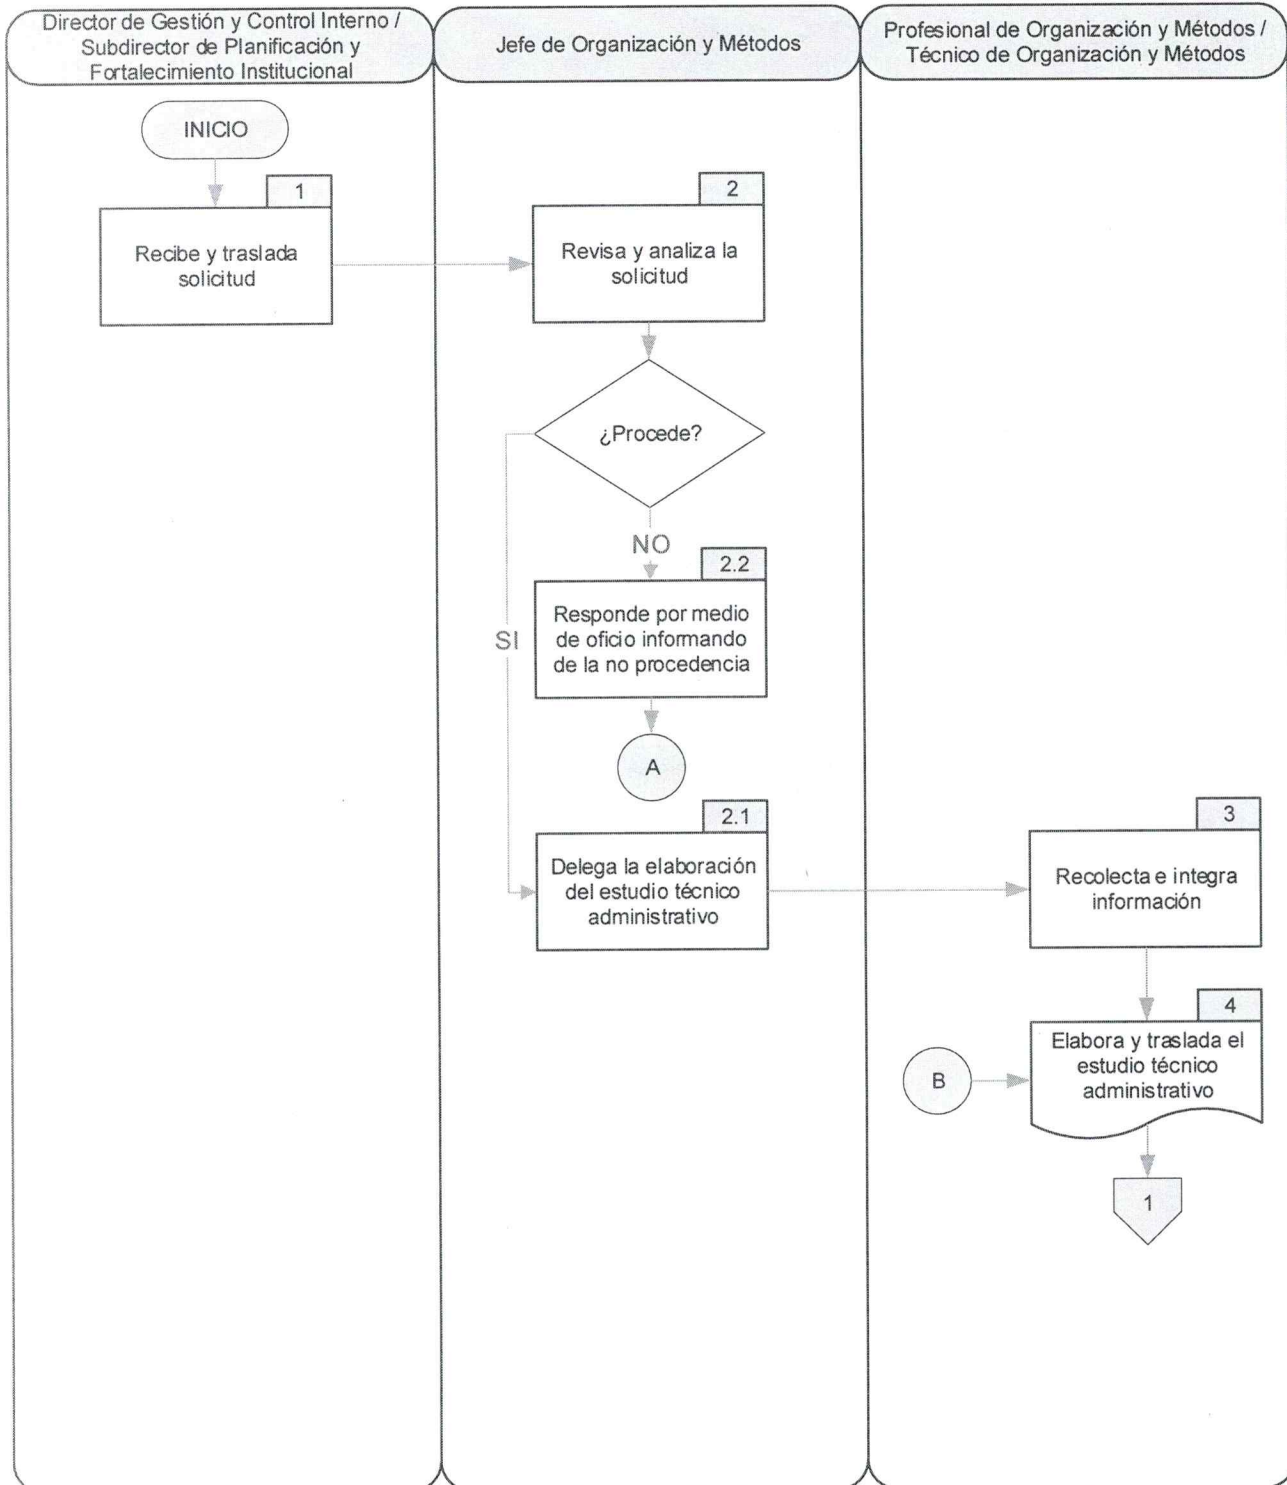 Director de Gestión y Control Interno /
Subdirector de Planificación y
Fortalecimiento Institucional
Jefe de Organización y Métodos
Profesional de Organización y Métodos /
Técnico de Organización y Métodos
INICIO
1
Recibe y traslada
solicitud
2
Revisa y analiza la
solicitud
¿Procede?
NO
SI
2.2
Responde por medio
de oficio informando
de la no procedencia
A
2.1
Delega la elaboración
del estudio técnico
administrativo
3
Recolecta e integra
información
4
Elabora y traslada el
estudio técnico
administrativo
B
1